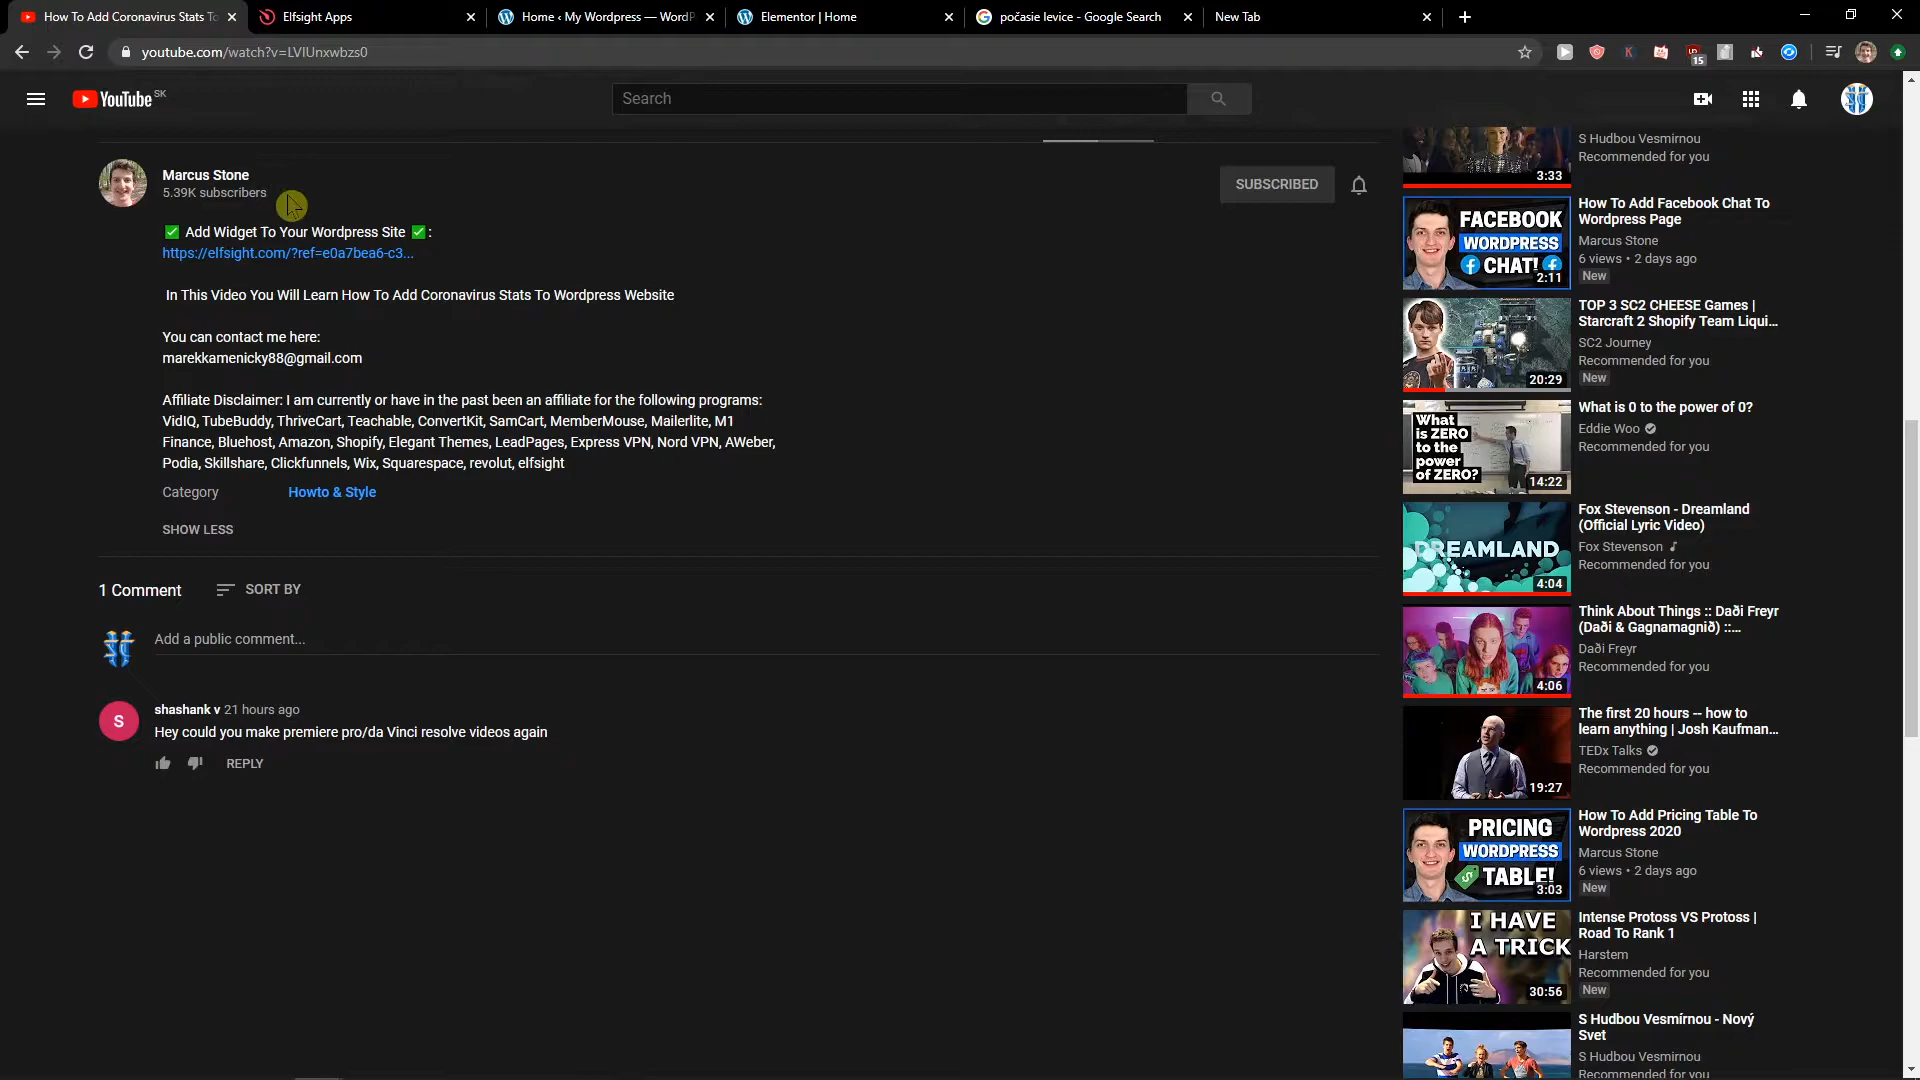 How To Add Coronavirus Stats To
Elfsight Apps
Home ‹ My Wordpress — WordP
Elementor | Home
počasie levice - Google Search
New Tab
youtube.com/watch?v=LVIUnxwbzs0
15
YouTube SK
Search
Marcus Stone
5.39K subscribers
SUBSCRIBED
✅ Add Widget To Your Wordpress Site ✅ :
https://elfsight.com/?ref=e0a7bea6-c3...
In This Video You Will Learn How To Add Coronavirus Stats To Wordpress Website
You can contact me here:
marekkamenicky88@gmail.com
Affiliate Disclaimer: I am currently or have in the past been an affiliate for the following programs:
VidIQ, TubeBuddy, ThriveCart, Teachable, ConvertKit, SamCart, MemberMouse, Mailerlite, M1
Finance, Bluehost, Amazon, Shopify, Elegant Themes, LeadPages, Express VPN, Nord VPN, AWeber,
Podia, Skillshare, Clickfunnels, Wix, Squarespace, revolut, elfsight
Category Howto & Style
SHOW LESS
1 Comment SORT BY
Add a public comment...
S
shashank v 21 hours ago
Hey could you make premiere pro/da Vinci resolve videos again
REPLY
S Hudbou Vesmirnou
Recommended for you
3:33
FACEBOOK
WORDPRESS
CHAT!
2:11
How To Add Facebook Chat To
Wordpress Page
Marcus Stone
6 views • 2 days ago
New
20:29
TOP 3 SC2 CHEESE Games |
Starcraft 2 Shopify Team Liqui...
SC2 Journey
Recommended for you
New
What
is ZERO
to the
power
of ZERO?
14:22
What is 0 to the power of 0?
Eddie Woo
Recommended for you
DREAMLAND
4:04
Fox Stevenson - Dreamland
(Official Lyric Video)
Fox Stevenson
Recommended for you
4:06
Think About Things :: Daði Freyr
(Daði & Gagnamagnið) ::...
Daði Freyr
Recommended for you
19:27
The first 20 hours -- how to
learn anything | Josh Kaufman...
TEDx Talks
Recommended for you
PRICING
WORDPRESS
TABLE!
3:03
How To Add Pricing Table To
Wordpress 2020
Marcus Stone
6 views • 2 days ago
New
I HAVE
A TRICK
30:56
Intense Protoss VS Protoss |
Road To Rank 1
Harstem
Recommended for you
New
S Hudbou Vesmírnou - Nový
Svet
S Hudbou Vesmirnou
Recommended for you